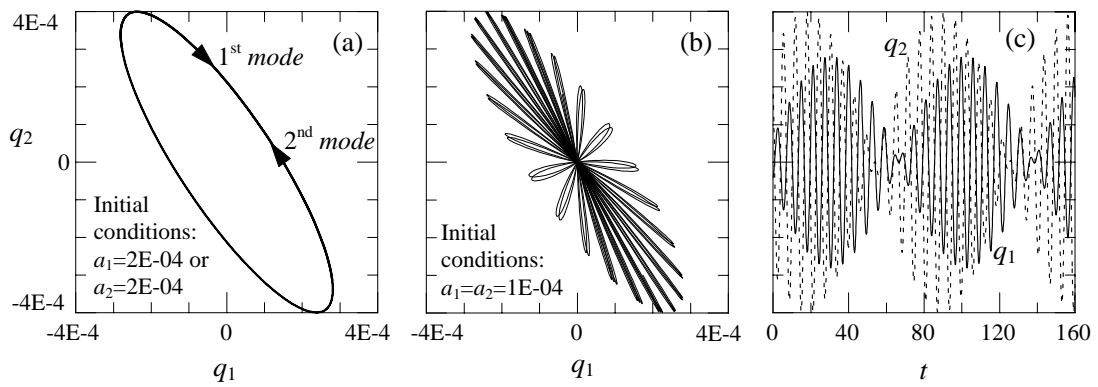 4E-4
(a)
1st mode
q2
2nd mode
0
Initial
conditions:
a1=2E-04 or
a2=2E-04
-4E-4
-4E-4 0 4E-4
q1
(b)
Initial
conditions:
a1=a2=1E-04
-4E-4 0 4E-4
q1
(c)
q2
q1
0 40 80 120 160
t